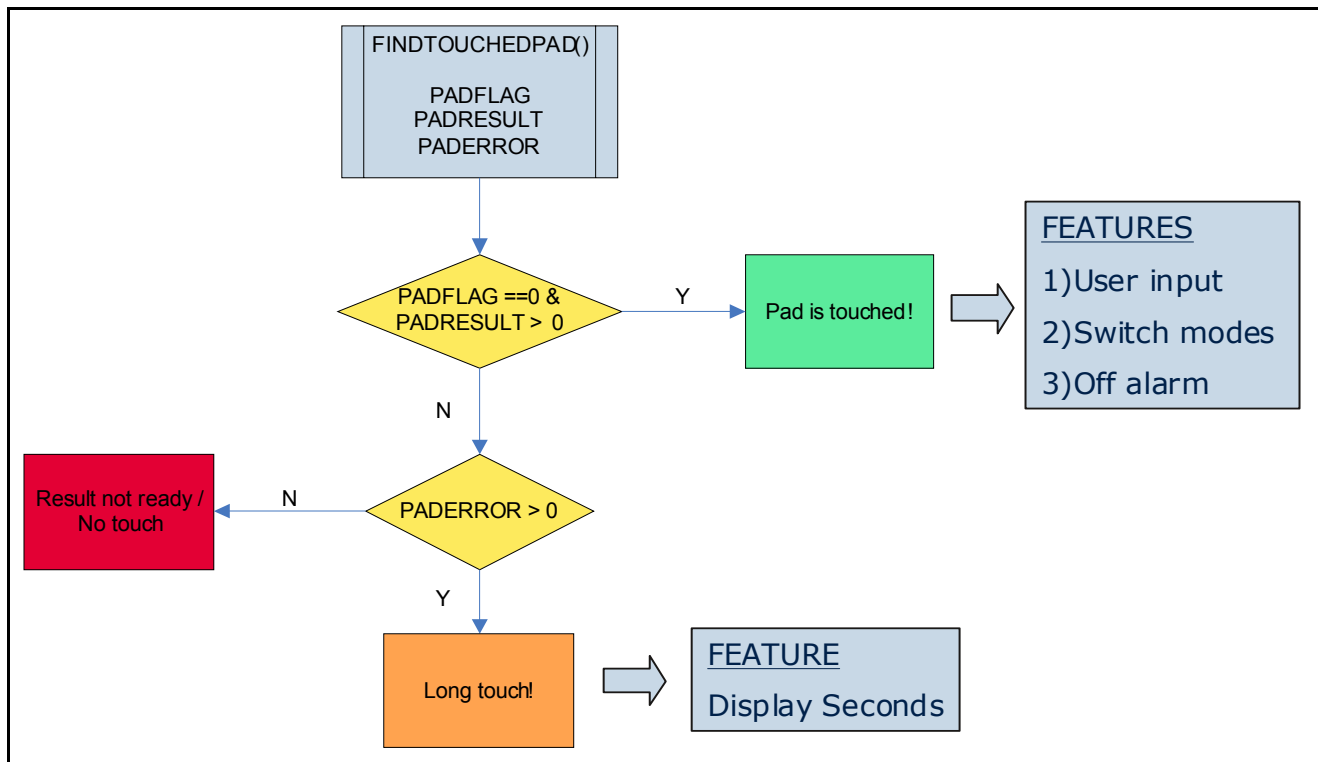 FINDTOUCHEDPAD()
PADFLAG
PADRESULT
PADERROR
PADFLAG ==0 &
PADRESULT > 0
Y
Pad is touched!
FEATURES
1)User input
2)Switch modes
3)Off alarm
N
PADERROR > 0
N
Result not ready /
No touch
Y
Long touch!
FEATURE
Display Seconds